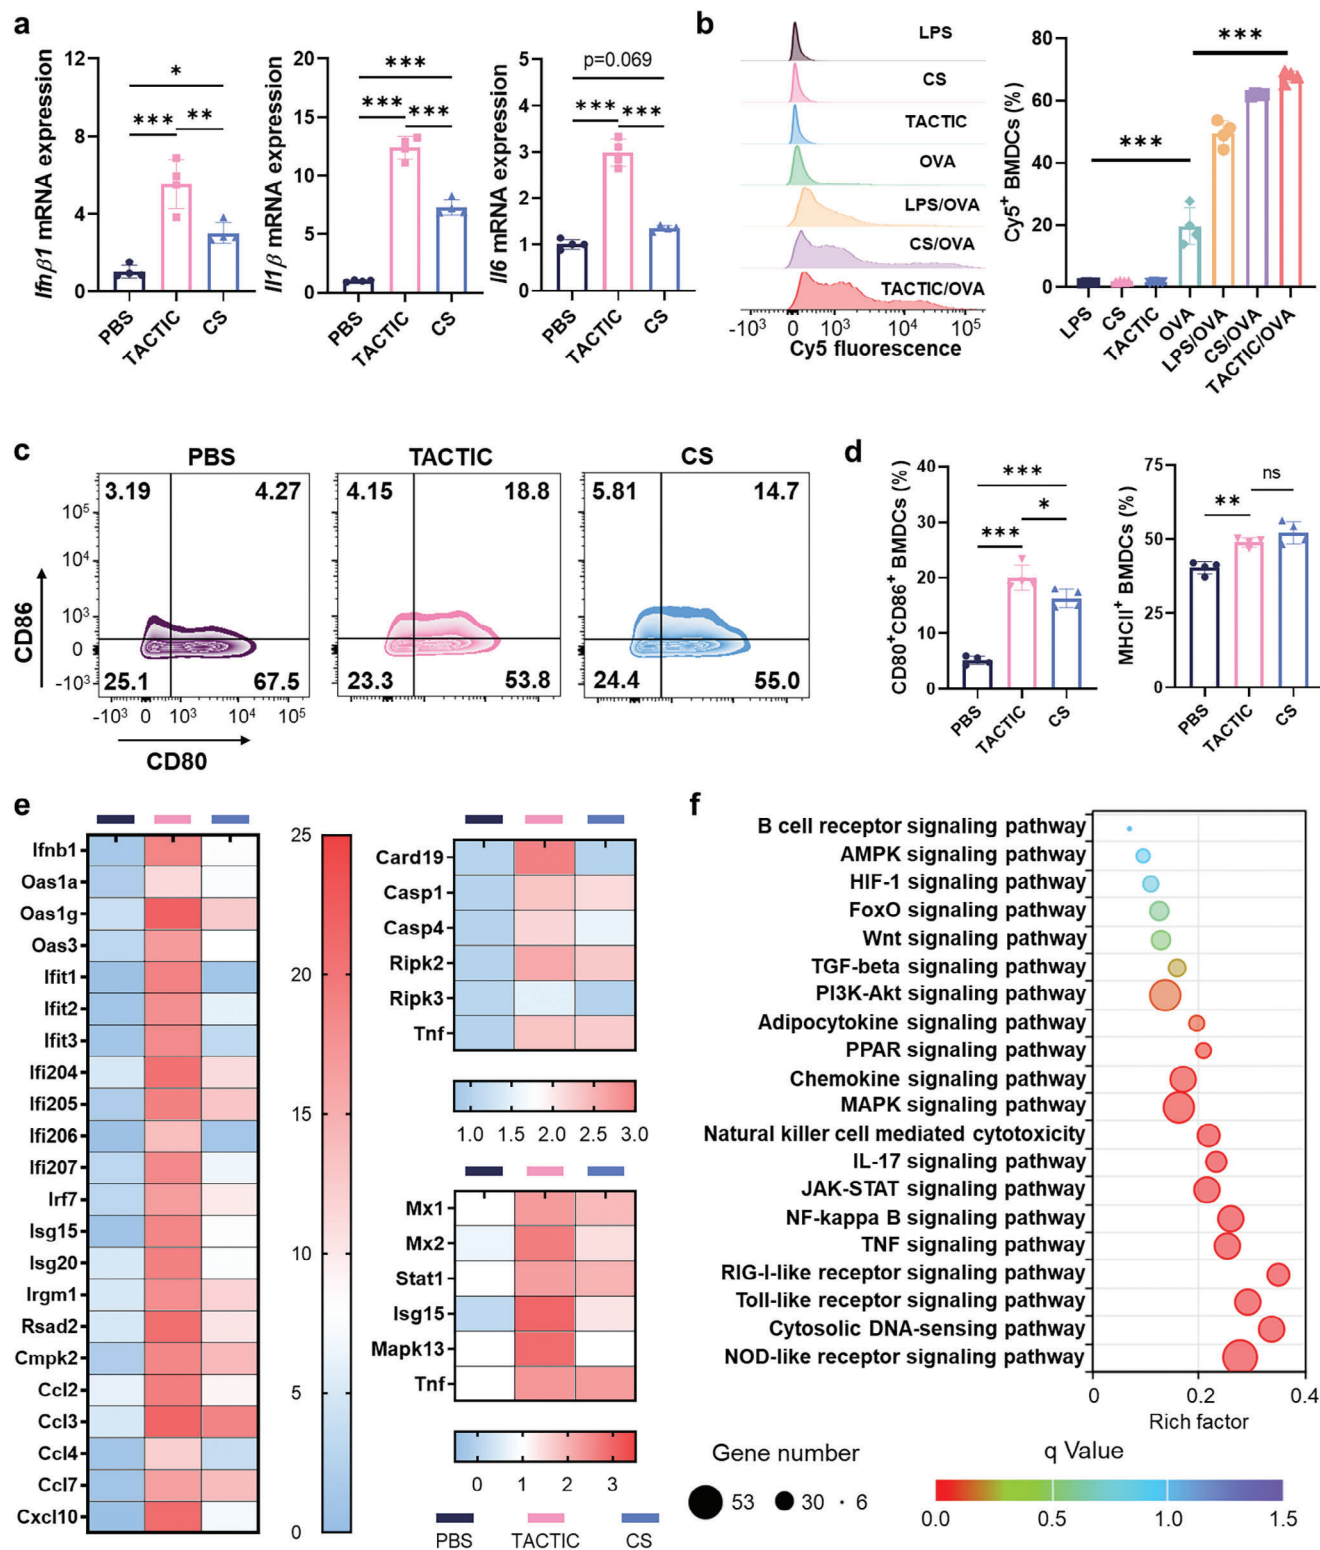 a
Ifnβ1 mRNA expression
12
8
4
0
***
*
**
PBS
TACTIC
CS
Il1β mRNA expression
20
15
10
5
0
***
***
***
PBS
TACTIC
CS
Il6 mRNA expression
5
4
3
2
1
0
p=0.069
***
***
PBS
TACTIC
CS
b
LPS
CS
TACTIC
OVA
LPS/OVA
CS/OVA
TACTIC/OVA
-10³ 0 10³ 10⁴ 10⁵
Cy5 fluorescence
Cy5⁺ BMDCs (%)
80
60
40
20
0
***
***
LPS
CS
TACTIC
OVA
LPS/OVA
CS/OVA
TACTIC/OVA
c
PBS
TACTIC
CS
3.19 4.27
4.15 18.8
5.81 14.7
10⁵
10⁴
10³
0
-10³
CD86
25.1 67.5
23.3 53.8
24.4 55.0
-10³ 0 10³ 10⁴ 10⁵
CD80
d
CD80⁺CD86⁺ BMDCs (%)
40
30
20
10
0
***
***
*
PBS
TACTIC
CS
MHCII⁺ BMDCs (%)
75
50
25
0
**
ns
PBS
TACTIC
CS
e
Ifnb1
Oas1a
Oas1g
Oas3
Ifit1
Ifit2
Ifit3
Ifi204
Ifi205
Ifi206
Ifi207
Irf7
Isg15
Isg20
Irgm1
Rsad2
Cmpk2
Ccl2
Ccl3
Ccl4
Ccl7
Cxcl10
25
20
15
10
5
0
Card19
Casp1
Casp4
Ripk2
Ripk3
Tnf
1.0 1.5 2.0 2.5 3.0
Mx1
Mx2
Stat1
Isg15
Mapk13
Tnf
0 1 2 3
PBS TACTIC CS
f
B cell receptor signaling pathway
AMPK signaling pathway
HIF-1 signaling pathway
FoxO signaling pathway
Wnt signaling pathway
TGF-beta signaling pathway
PI3K-Akt signaling pathway
Adipocytokine signaling pathway
PPAR signaling pathway
Chemokine signaling pathway
MAPK signaling pathway
Natural killer cell mediated cytotoxicity
IL-17 signaling pathway
JAK-STAT signaling pathway
NF-kappa B signaling pathway
TNF signaling pathway
RIG-I-like receptor signaling pathway
Toll-like receptor signaling pathway
Cytosolic DNA-sensing pathway
NOD-like receptor signaling pathway
0 0.2 0.4
Rich factor
Gene number
53 30 6
q Value
0.0 0.5 1.0 1.5